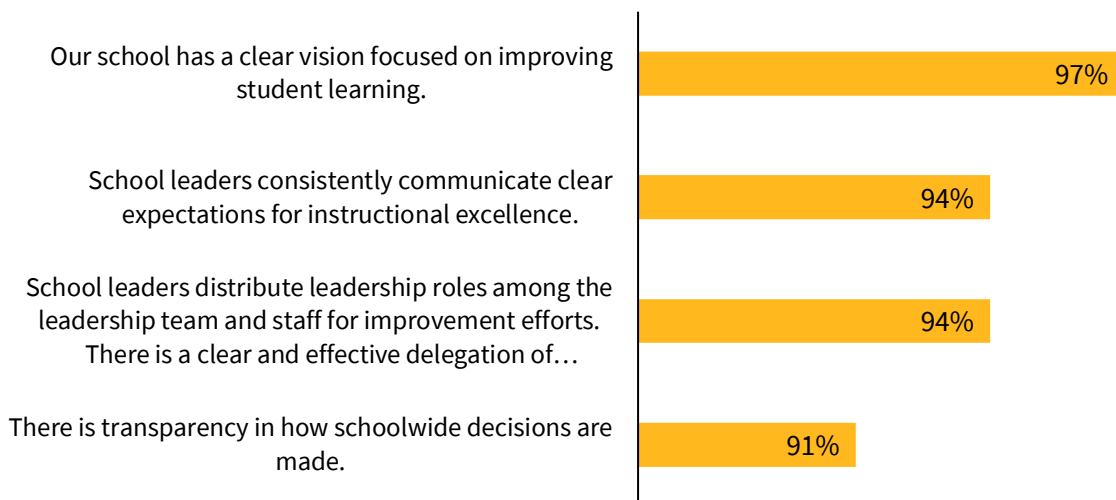 Our school has a clear vision focused on improving
student learning.
97%
School leaders consistently communicate clear
expectations for instructional excellence.
94%
School leaders distribute leadership roles among the
leadership team and staff for improvement efforts.
There is a clear and effective delegation of…
94%
There is transparency in how schoolwide decisions are
made.
91%